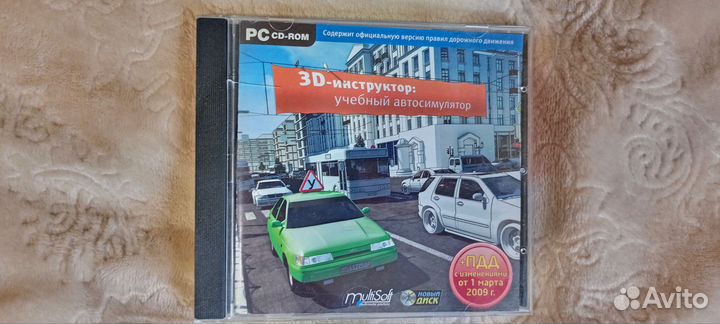 PC CD-ROM
Содержит официальную версию правил дорожного движения
3D-инструктор:
учебный автосимулятор
У
+ПДД
с изменениями
от 1 марта
2009 г.
MultiSoft
НОВЫЙ
ДИСК
Avito